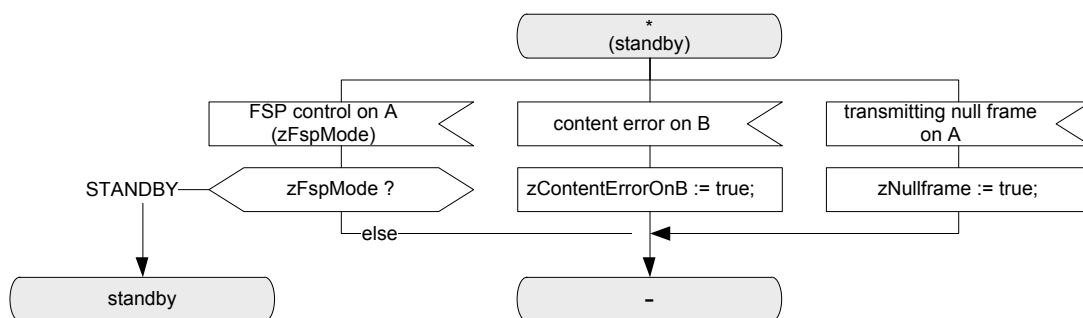 *
(standby)
FSP control on A
(zFspMode)
content error on B
transmitting null frame
on A
STANDBY
zFspMode ?
zContentErrorOnB := true;
zNullframe := true;
else
standby
-